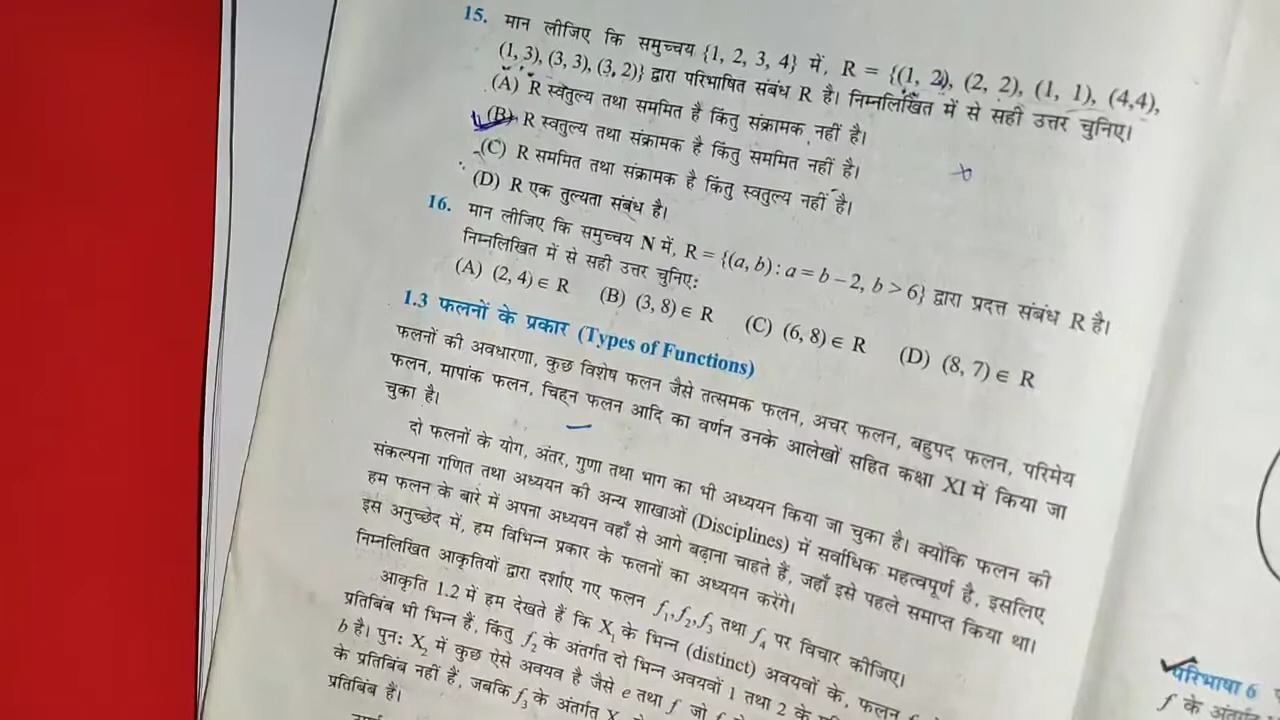 15. मान लीजिए कि समुच्चय {1, 2, 3, 4} में, R = {(1, 2), (2, 2), (1, 1), (4,4),
(1, 3), (3, 3), (3, 2)} द्वारा परिभाषित संबंध R है। निम्नलिखित में से सही उत्तर चुनिए।
(A) R स्वतुल्य तथा सममित है किंतु संक्रामक नहीं है।
(B) R स्वतुल्य तथा संक्रामक है किंतु सममित नहीं है।
(C) R सममित तथा संक्रामक है किंतु स्वतुल्य नहीं है।
(D) R एक तुल्यता संबंध है।
16. मान लीजिए कि समुच्चय N में, R = {(a, b) : a = b – 2, b > 6} द्वारा प्रदत्त संबंध R है।
निम्नलिखित में से सही उत्तर चुनिए:
(A) (2, 4) ∈ R (B) (3, 8) ∈ R (C) (6, 8) ∈ R (D) (8, 7) ∈ R
1.3 फलनों के प्रकार (Types of Functions)
फलनों की अवधारणा, कुछ विशेष फलन जैसे तत्समक फलन, अचर फलन, बहुपद फलन, परिमेय
फलन, मापांक फलन, चिह्न फलन आदि का वर्णन उनके आलेखों सहित कक्षा XI में किया जा
चुका है।
दो फलनों के योग, अंतर, गुणा तथा भाग का भी अध्ययन किया जा चुका है। क्योंकि फलन की
संकल्पना गणित तथा अध्ययन की अन्य शाखाओं (Disciplines) में सर्वाधिक महत्वपूर्ण है, इसलिए
हम फलन के बारे में अपना अध्ययन वहाँ से आगे बढ़ाना चाहते हैं, जहाँ इसे पहले समाप्त किया था।
इस अनुच्छेद में, हम विभिन्न प्रकार के फलनों का अध्ययन करेंगे।
निम्नलिखित आकृतियों द्वारा दर्शाए गए फलन f₁, f₂, f₃ तथा f₄ पर विचार कीजिए।
आकृति 1.2 में हम देखते हैं कि X₁ के भिन्न (distinct) अवयवों के, फलन
प्रतिबिंब भी भिन्न हैं, किंतु f₂ के अंतर्गत दो भिन्न अवयवों 1 तथा 2 के
b है। पुन: X₂ में कुछ ऐसे अवयव है जैसे e तथा f जो
के प्रतिबिंब नहीं हैं, जबकि f₃ के अंतर्गत
प्रतिबिंब हैं।
परिभाषा 6
f के अंतर्गत